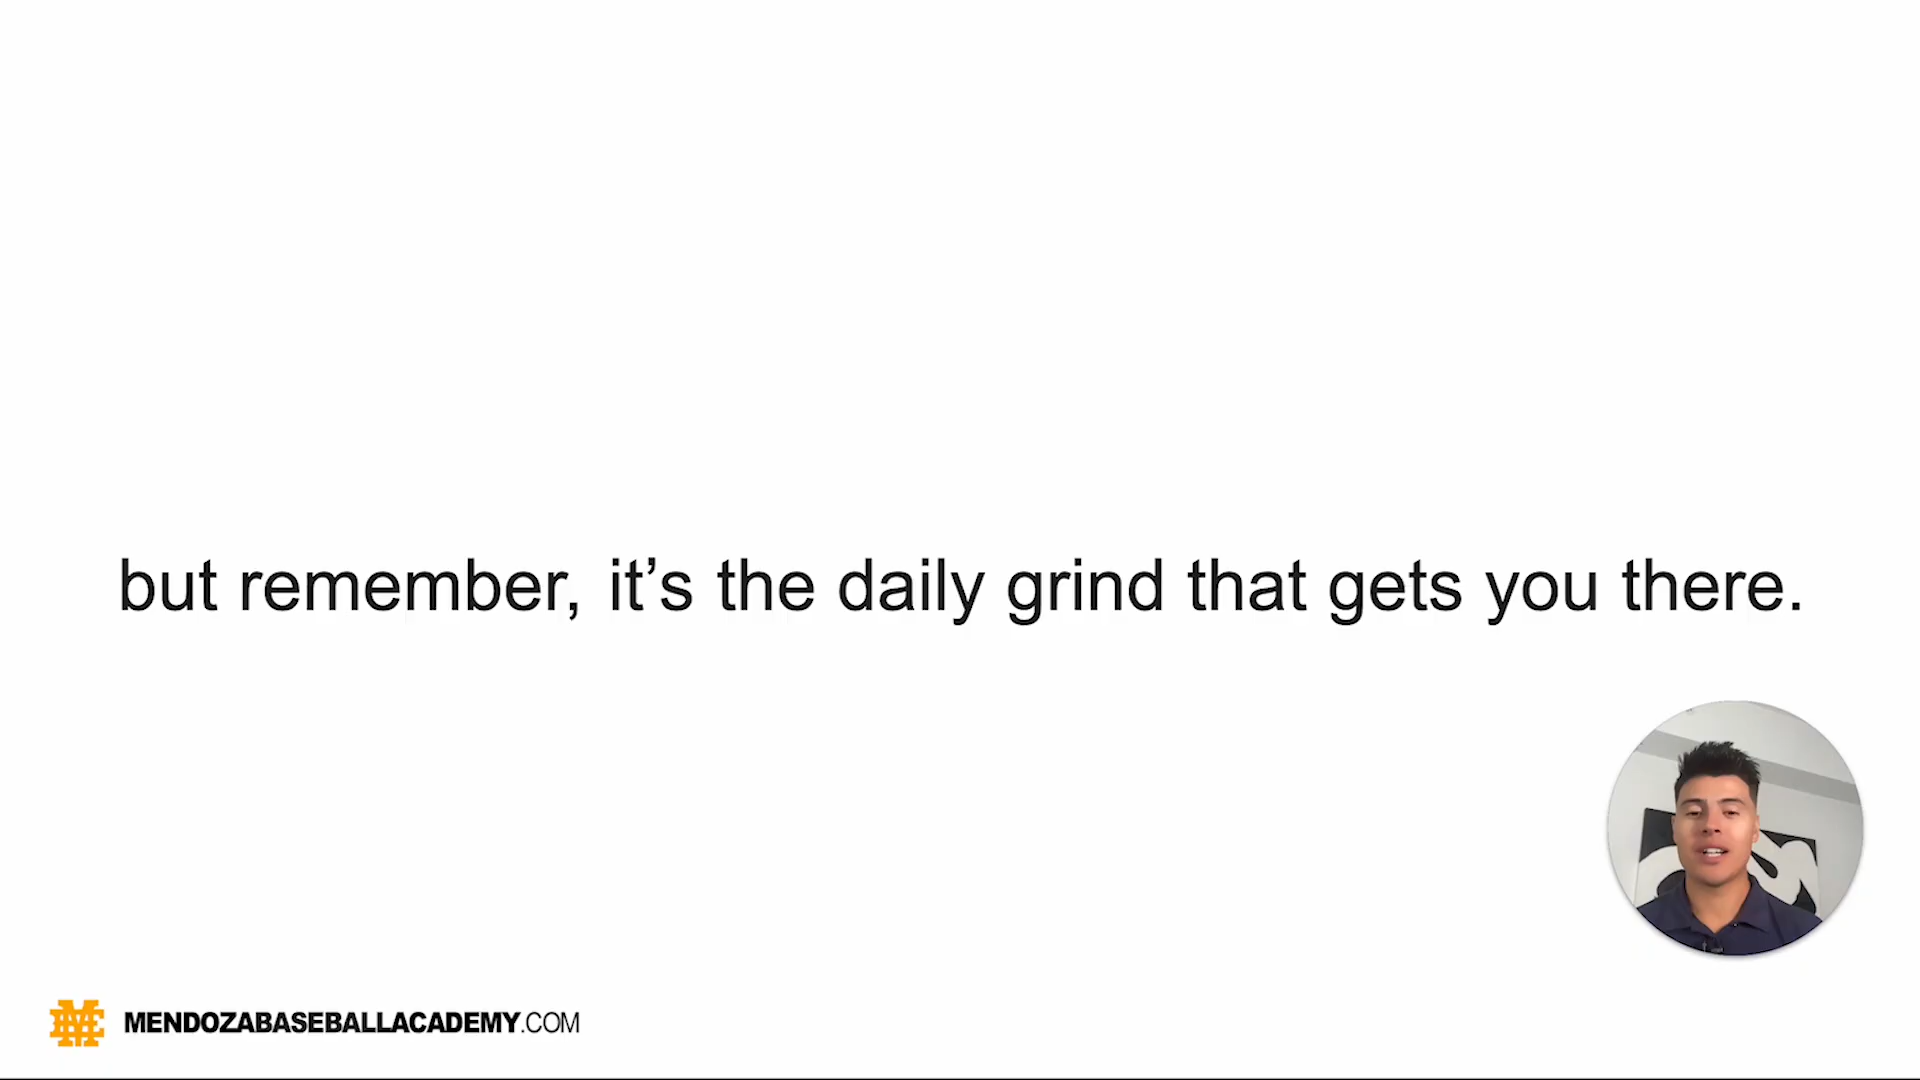 but remember, it’s the daily grind that gets you there.
MENDOZABASEBALLACADEMY.COM